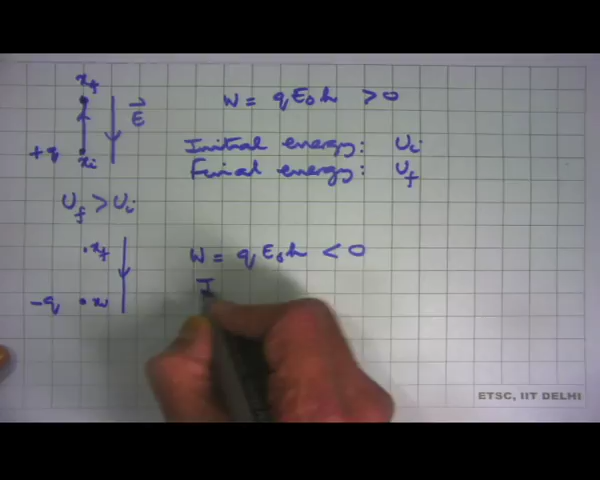 x_f
E⃗
W = qE₀h > 0
+q x_i
Initial energy: U_i
Final energy: U_f
U_f > U_i
x_f
W = qE₀h < 0
I
-q x_i
ETSC, IIT DELHI